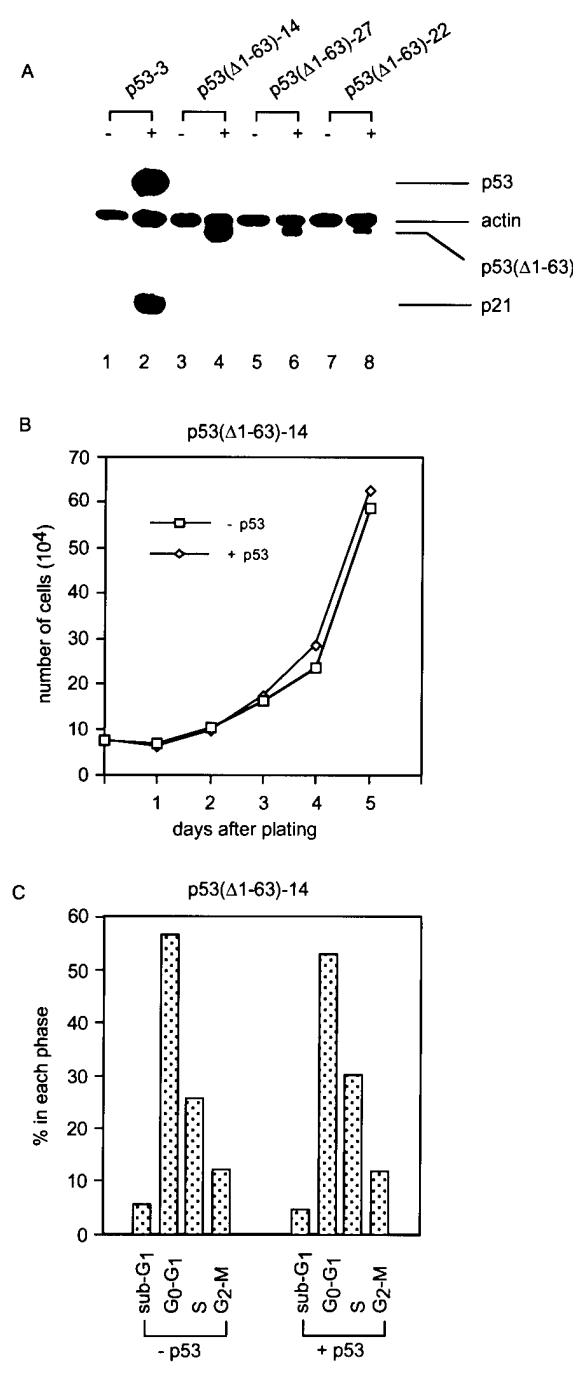 A
p53-3
p53(Δ1-63)-14
p53(Δ1-63)-27
p53(Δ1-63)-22
- + - + - + - +
p53
actin
p53(Δ1-63)
p21
1 2 3 4 5 6 7 8
B
p53(Δ1-63)-14
70
60
50
40
30
20
10
0
number of cells (10⁴)
- p53
+ p53
1 2 3 4 5
days after plating
C
p53(Δ1-63)-14
60
50
40
30
20
10
0
% in each phase
sub-G1 G0-G1 S G2-M sub-G1 G0-G1 S G2-M
- p53 + p53